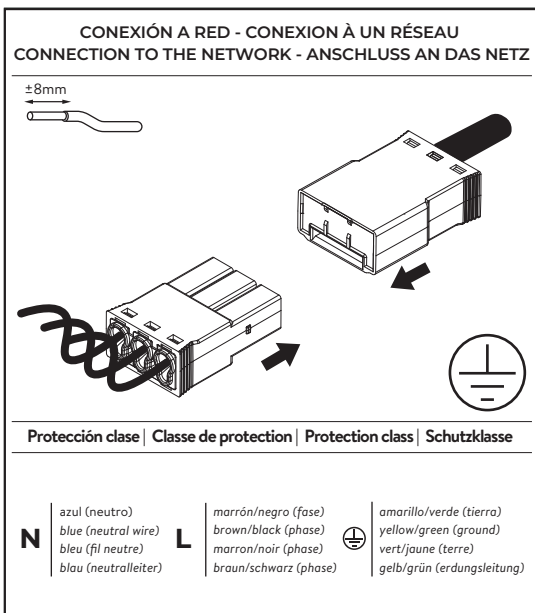 CONEXIÓN A RED - CONEXION À UN RÉSEAU
CONNECTION TO THE NETWORK - ANSCHLUSS AN DAS NETZ
±8mm
Protección clase | Classe de protection | Protection class | Schutzklasse
N
azul (neutro)
blue (neutral wire)
bleu (fil neutre)
blau (neutralleiter)
L
marrón/negro (fase)
brown/black (phase)
marron/noir (phase)
braun/schwarz (phase)
amarillo/verde (tierra)
yellow/green (ground)
vert/jaune (terre)
gelb/grün (erdungsleitung)